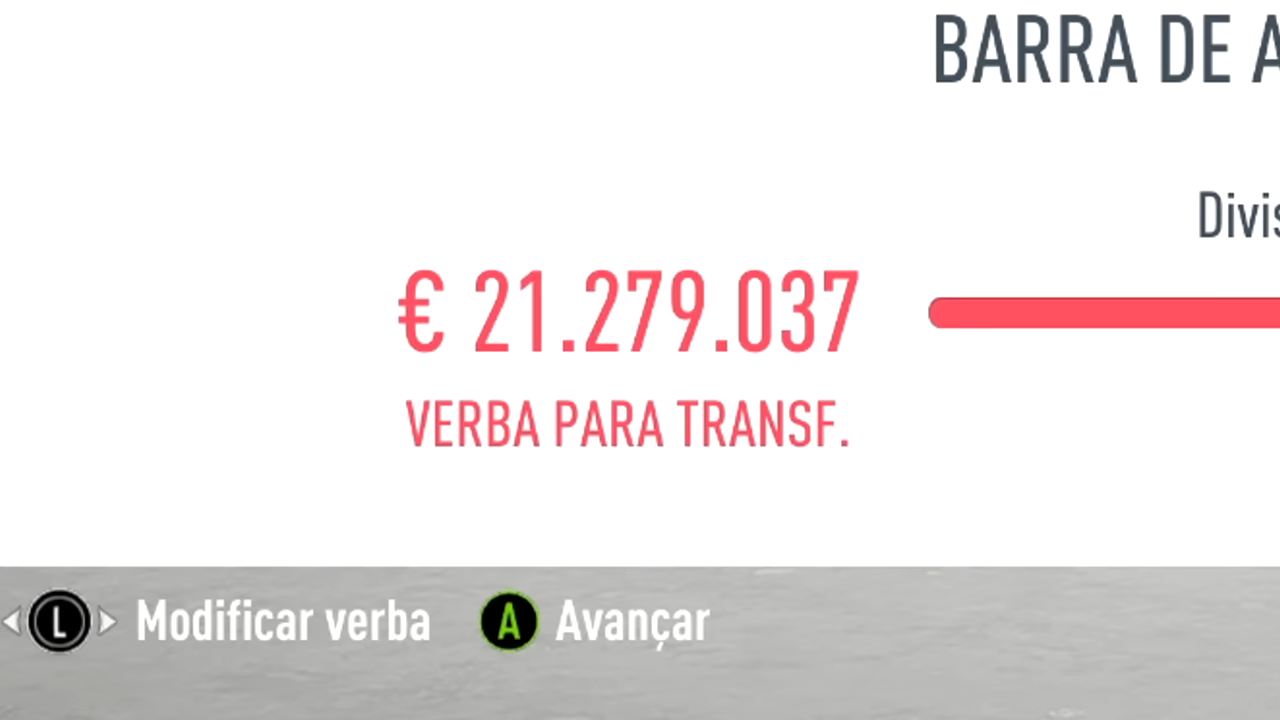 BARRA DE A
Divis
€ 21.279.037
VERBA PARA TRANSF.
L Modificar verba A Avançar